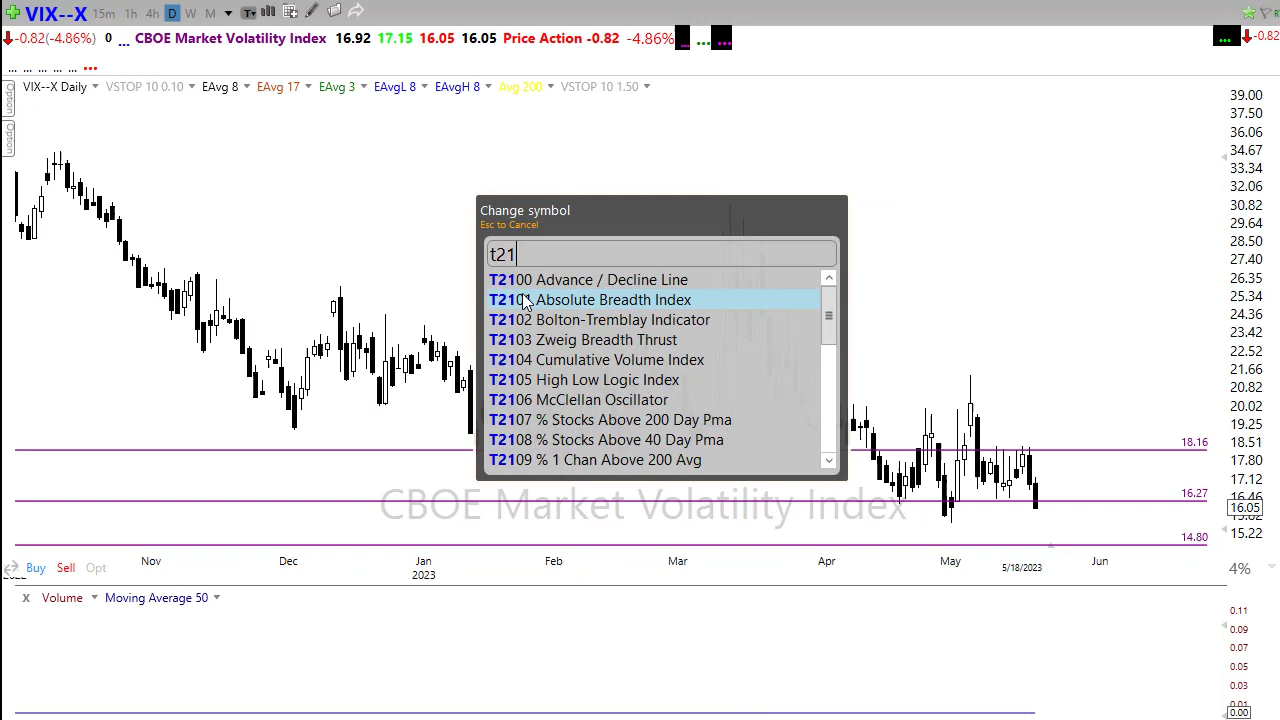 VIX--X 15m 1h 4h D W M
-0.82(-4.86%) 0 ... CBOE Market Volatility Index 16.92 17.15 16.05 16.05 Price Action -0.82 -4.86% ... ... ... ... -0.82
... ... ... ... ... ...
VIX--X Daily VSTOP 10 0.10 EAvg 8 EAvg 17 EAvg 3 EAvgL 8 EAvgH 8 Avg 200 VSTOP 10 1.50
Option
Option
39.00
37.50
36.06
34.67
33.34
32.06
30.82
29.64
28.50
27.40
26.35
25.34
24.36
23.42
22.52
21.66
20.82
20.02
19.25
18.51
17.80
17.12
16.46
16.05
15.22
Change symbol
Esc to Cancel
t21
T2100 Advance / Decline Line
T2101 Absolute Breadth Index
T2102 Bolton-Tremblay Indicator
T2103 Zweig Breadth Thrust
T2104 Cumulative Volume Index
T2105 High Low Logic Index
T2106 McClellan Oscillator
T2107 % Stocks Above 200 Day Pma
T2108 % Stocks Above 40 Day Pma
T2109 % 1 Chan Above 200 Avg
18.16
16.27
14.80
CBOE Market Volatility Index
Nov Dec Jan Feb Mar Apr May Jun
2023 5/18/2023
Buy Sell Opt 4%
X Volume Moving Average 50
0.11
0.09
0.07
0.05
0.03
0.00